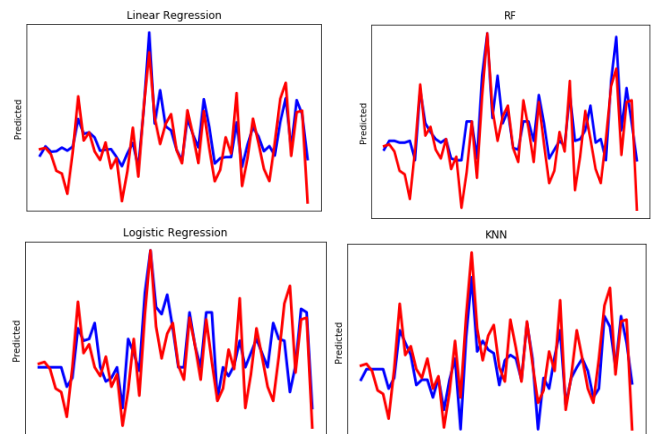 Linear Regression
Predicted
RF
Predicted
Logistic Regression
Predicted
KNN
Predicted